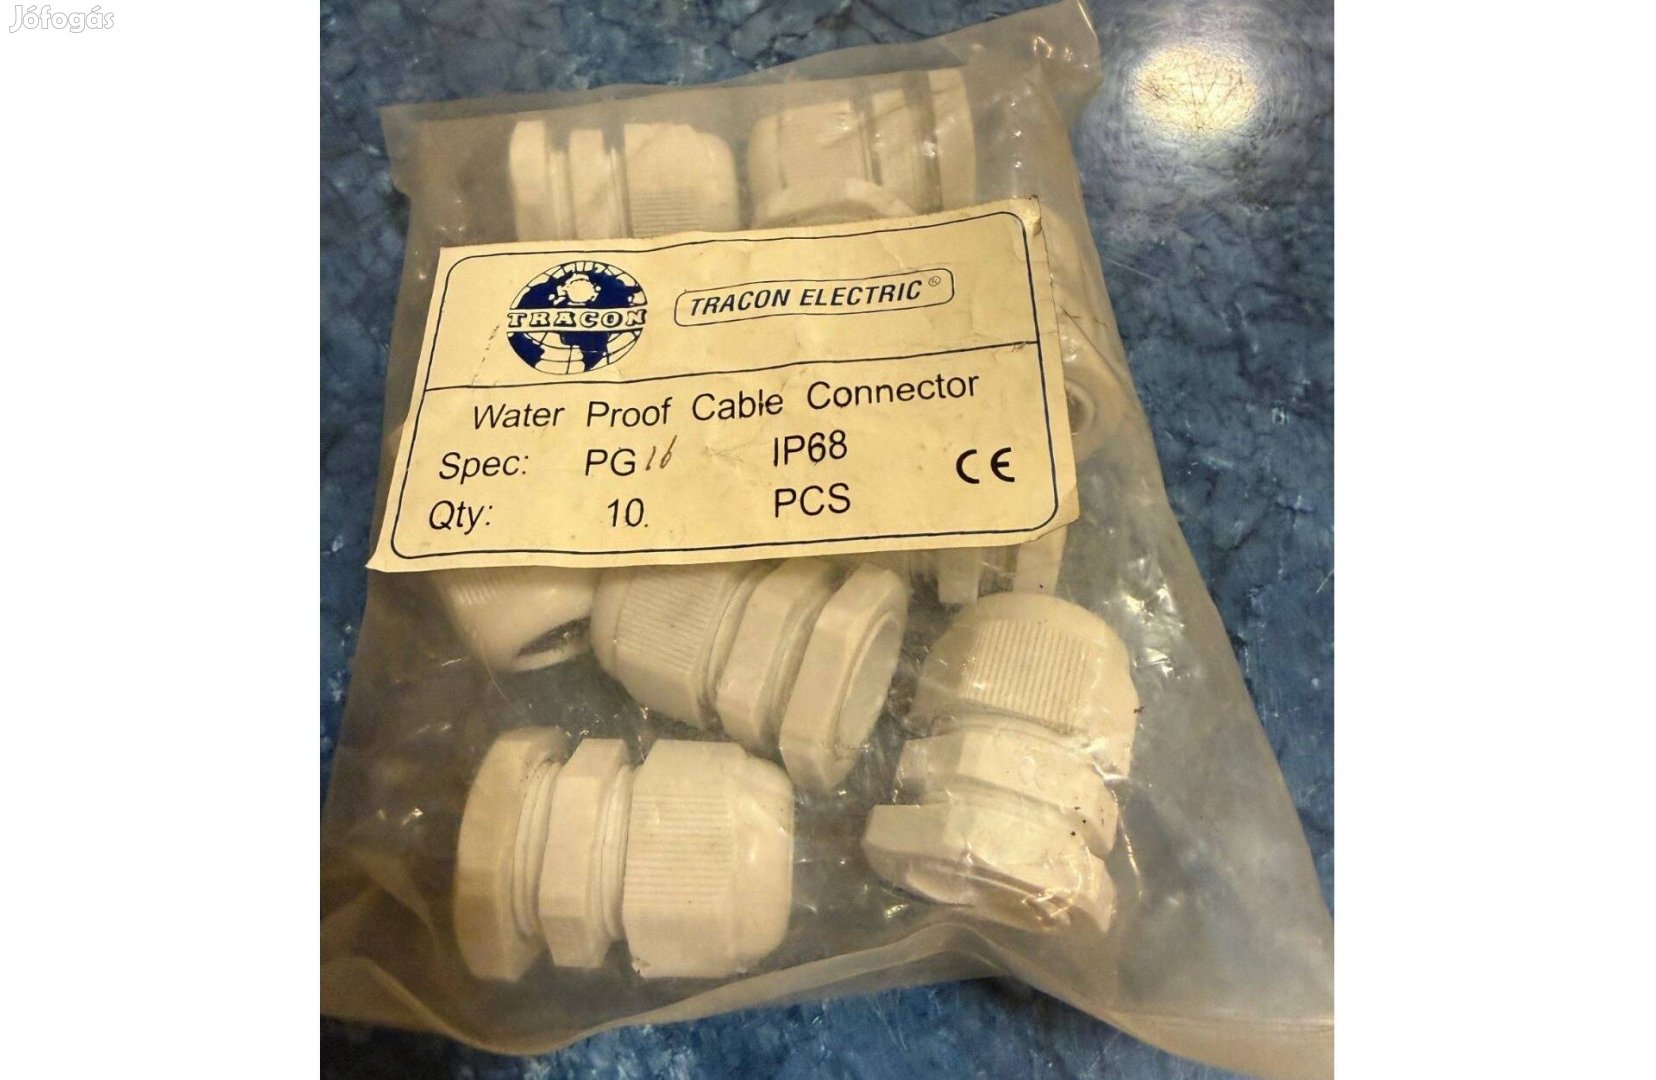 Jófogás
TRACON
TRACON ELECTRIC®
Water Proof Cable Connector
Spec: PG 16 IP68
Qty: 10. PCS
CE